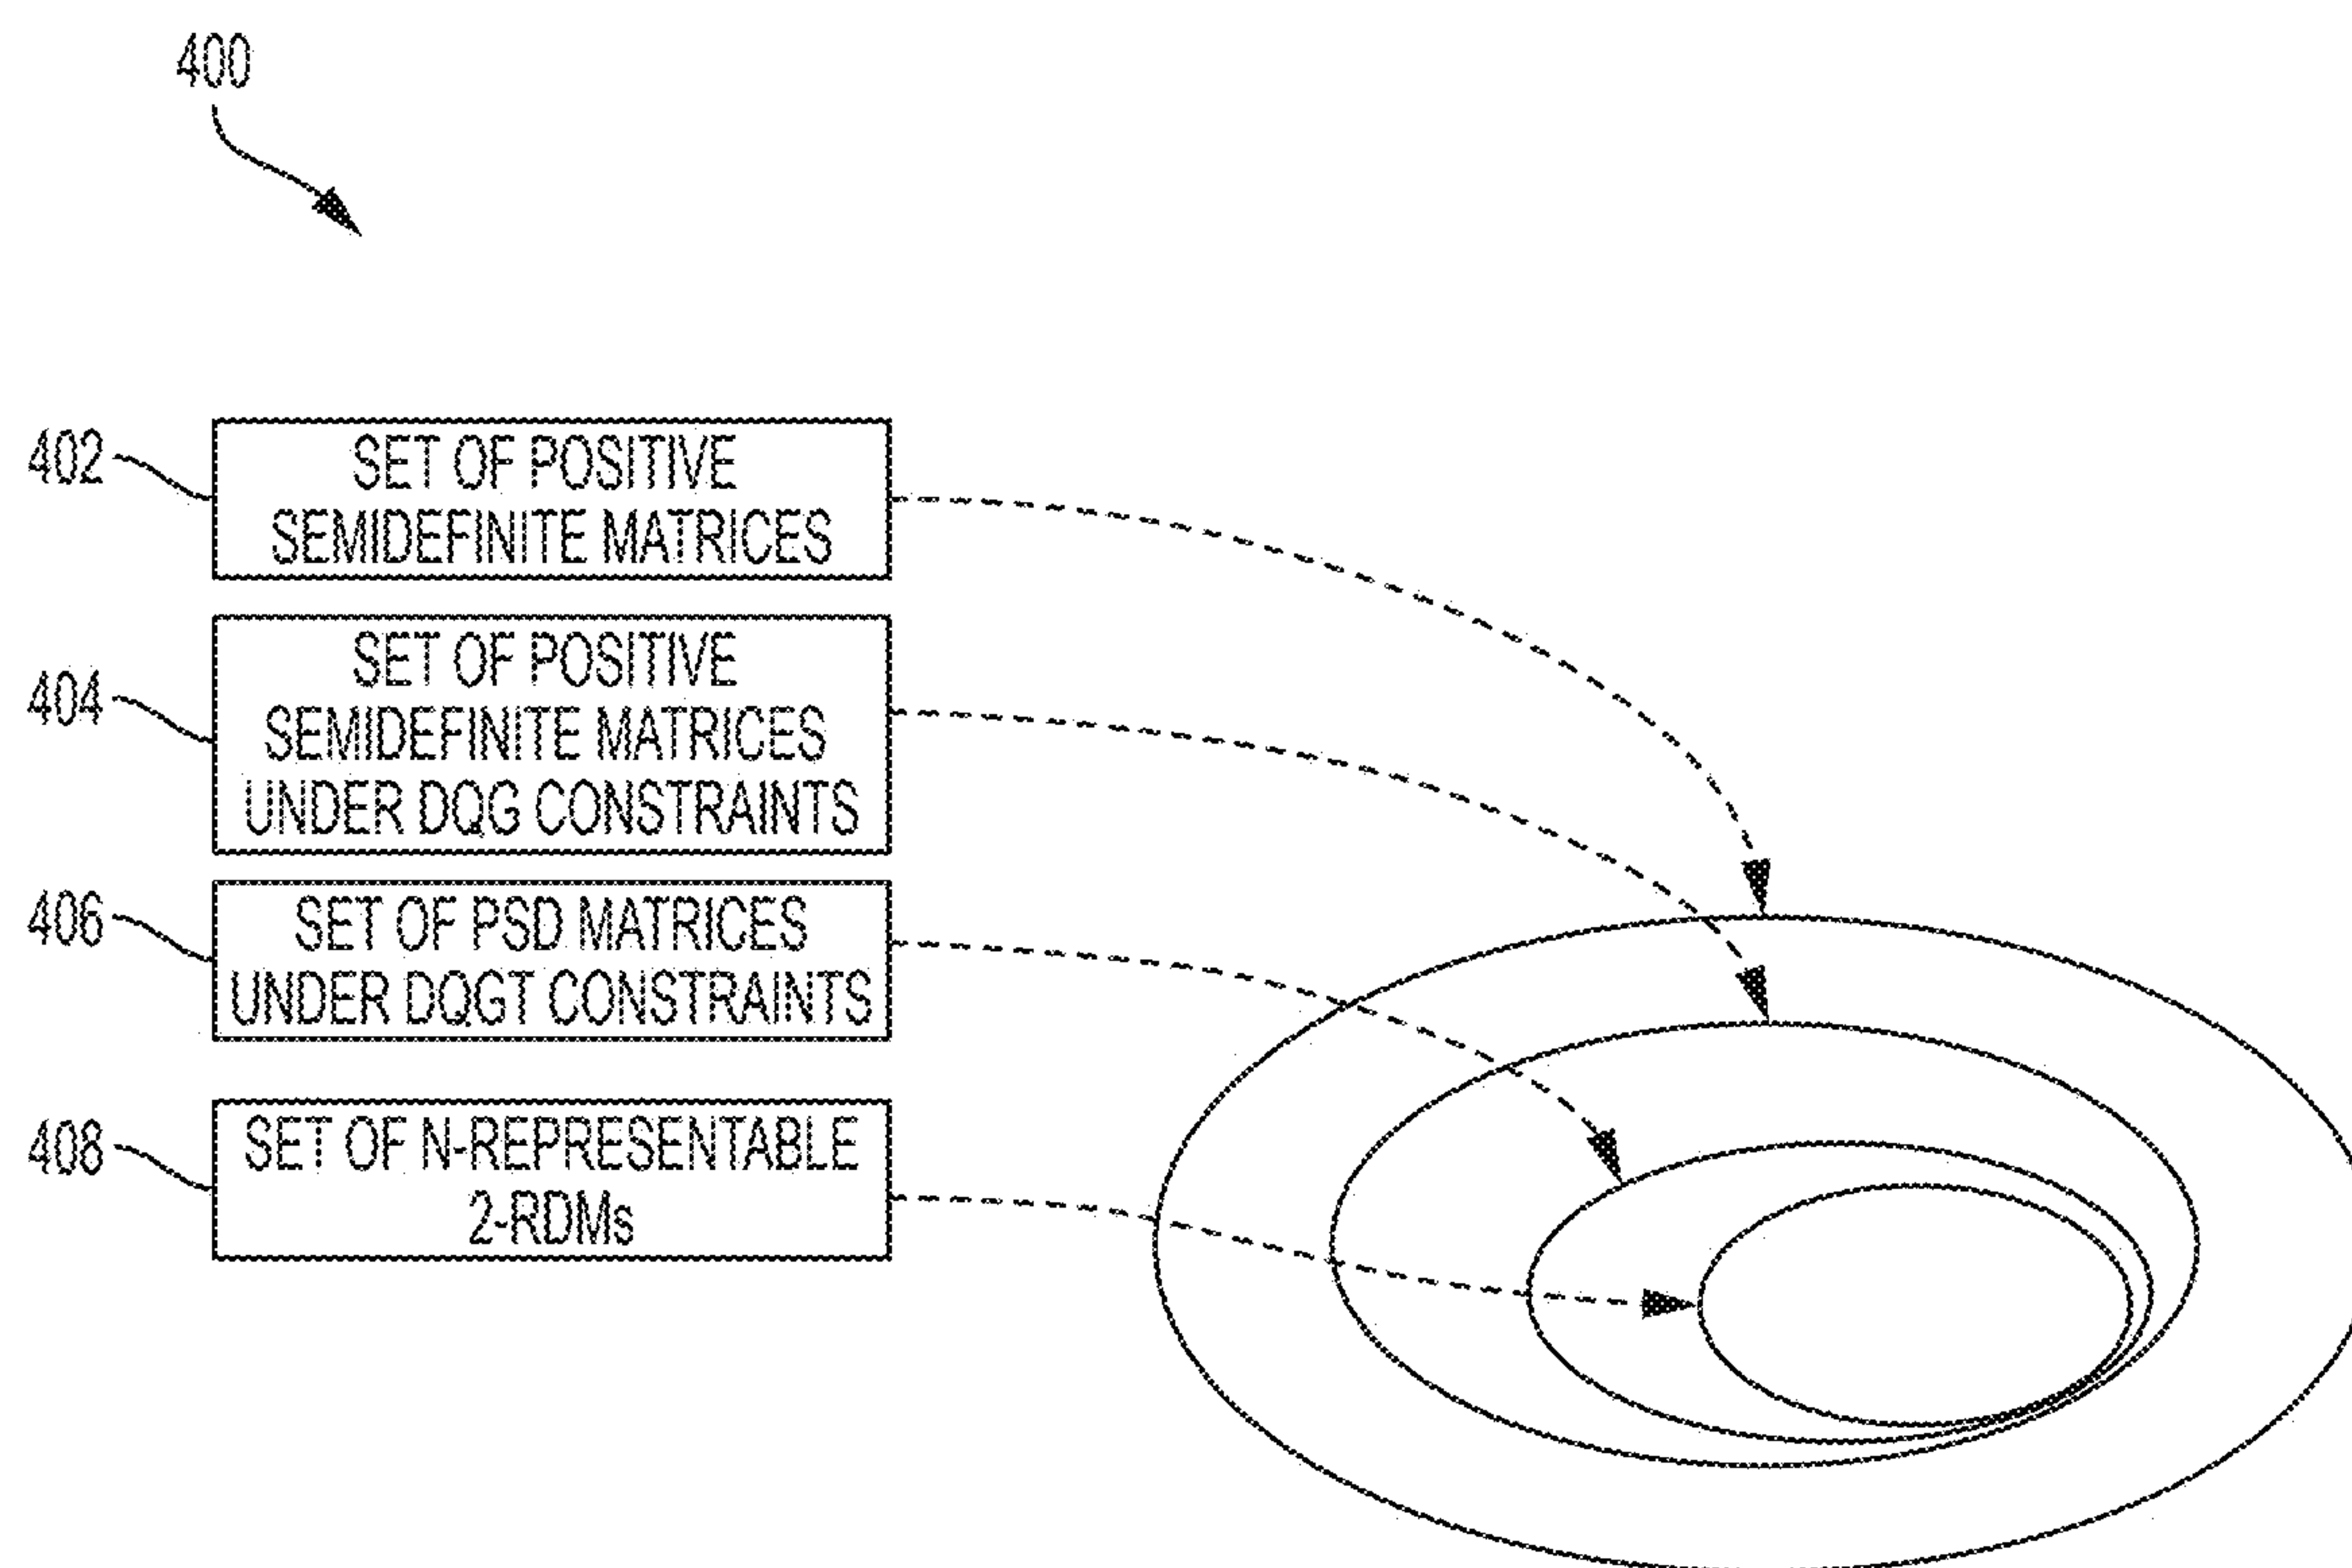 400
402
SET OF POSITIVE
SEMIDEFINITE MATRICES
404
SET OF POSITIVE
SEMIDEFINITE MATRICES
UNDER DQG CONSTRAINTS
406
SET OF PSD MATRICES
UNDER DQGT CONSTRAINTS
408
SET OF N-REPRESENTABLE
2-RDMs